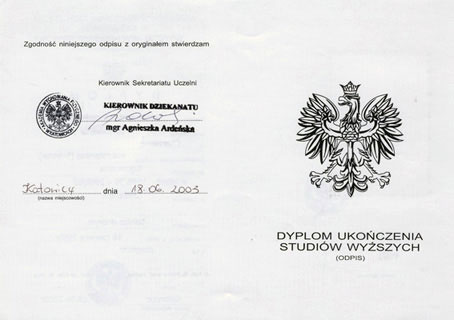 Zgodność niniejszego odpisu z oryginałem stwierdzam
Kierownik Sekretariatu Uczelni
KIEROWNIK DZIEKANATU
mgr Agnieszka Ardeńska
Katowice dnia 18.06.2003
(nazwa miejscowości)
DYPLOM UKOŃCZENIA
STUDIÓW WYŻSZYCH
(ODPIS)